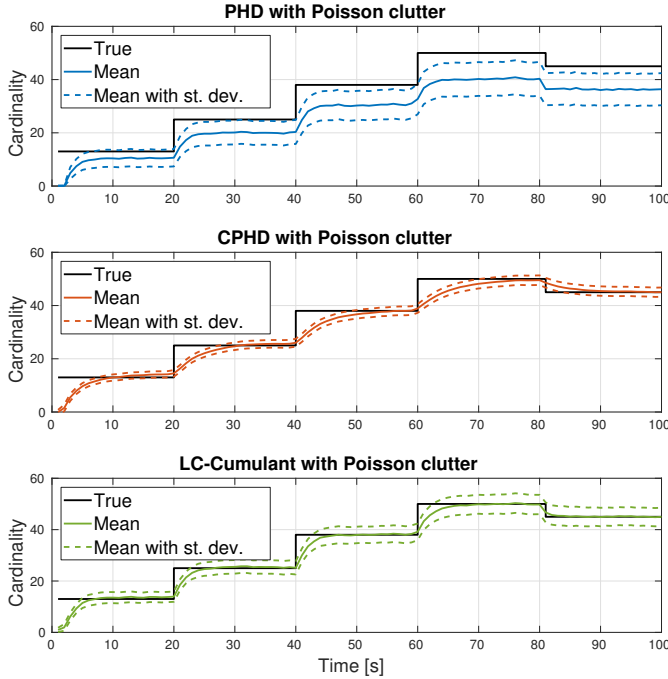 PHD with Poisson clutter
60
40
20
0
Cardinality
True
Mean
Mean with st. dev.
0 10 20 30 40 50 60 70 80 90 100
CPHD with Poisson clutter
60
40
20
0
Cardinality
True
Mean
Mean with st. dev.
0 10 20 30 40 50 60 70 80 90 100
LC-Cumulant with Poisson clutter
60
40
20
0
Cardinality
True
Mean
Mean with st. dev.
0 10 20 30 40 50 60 70 80 90 100
Time [s]